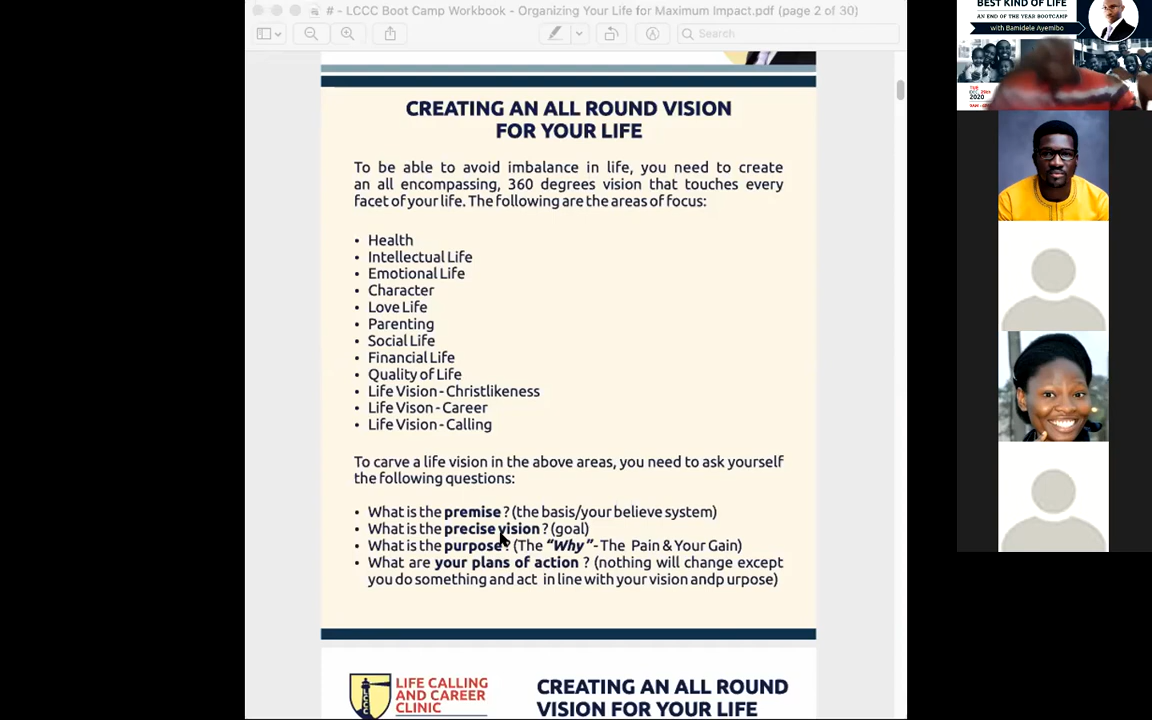 # - LCCC Boot Camp Workbook - Organizing Your Life for Maximum Impact.pdf (page 2 of 30)
Search
CREATING AN ALL ROUND VISION
FOR YOUR LIFE
To be able to avoid imbalance in life, you need to create
an all encompassing, 360 degrees vision that touches every
facet of your life. The following are the areas of focus:
• Health
• Intellectual Life
• Emotional Life
• Character
• Love Life
• Parenting
• Social Life
• Financial Life
• Quality of Life
• Life Vision - Christlikeness
• Life Vison - Career
• Life Vision - Calling
To carve a life vision in the above areas, you need to ask yourself
the following questions:
• What is the premise ? (the basis/your believe system)
• What is the precise vision ? (goal)
• What is the purpose? (The "Why" - The Pain & Your Gain)
• What are your plans of action ? (nothing will change except
you do something and act in line with your vision andp urpose)
LIFE CALLING
AND CAREER
CLINIC
LCCC
CREATING AN ALL ROUND
VISION FOR YOUR LIFE
BEST KIND OF LIFE
AN END OF THE YEAR BOOTCAMP
with Bamidele Ayemibo
TUE
DEC. 29TH
2020